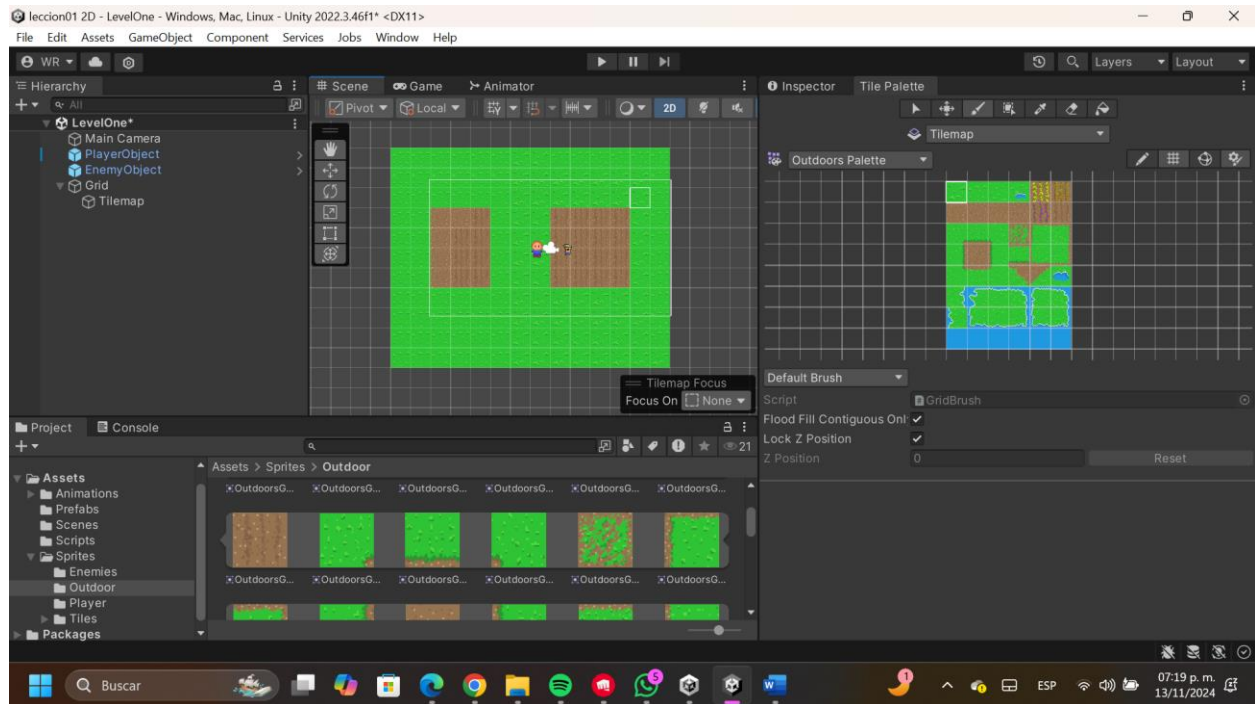 leccion01 2D - LevelOne - Windows, Mac, Linux - Unity 2022.3.46f1* <DX11>
File Edit Assets GameObject Component Services Jobs Window Help
WR Layers Layout
Hierarchy
All
LevelOne*
Main Camera
PlayerObject
EnemyObject
Grid
Tilemap
Scene Game Animator
Pivot Local 2D
Tilemap Focus
Focus On None
Inspector Tile Palette
Tilemap
Outdoors Palette
Default Brush
Script GridBrush
Flood Fill Contiguous Onl
Lock Z Position
Z Position 0 Reset
Project Console
21
Assets
Animations
Prefabs
Scenes
Scripts
Sprites
Enemies
Outdoor
Player
Tiles
Packages
Assets > Sprites > Outdoor
OutdoorsG... OutdoorsG... OutdoorsG... OutdoorsG... OutdoorsG... OutdoorsG...
OutdoorsG... OutdoorsG... OutdoorsG... OutdoorsG... OutdoorsG... OutdoorsG...
Buscar
5
W
1
ESP
07:19 p. m.
13/11/2024